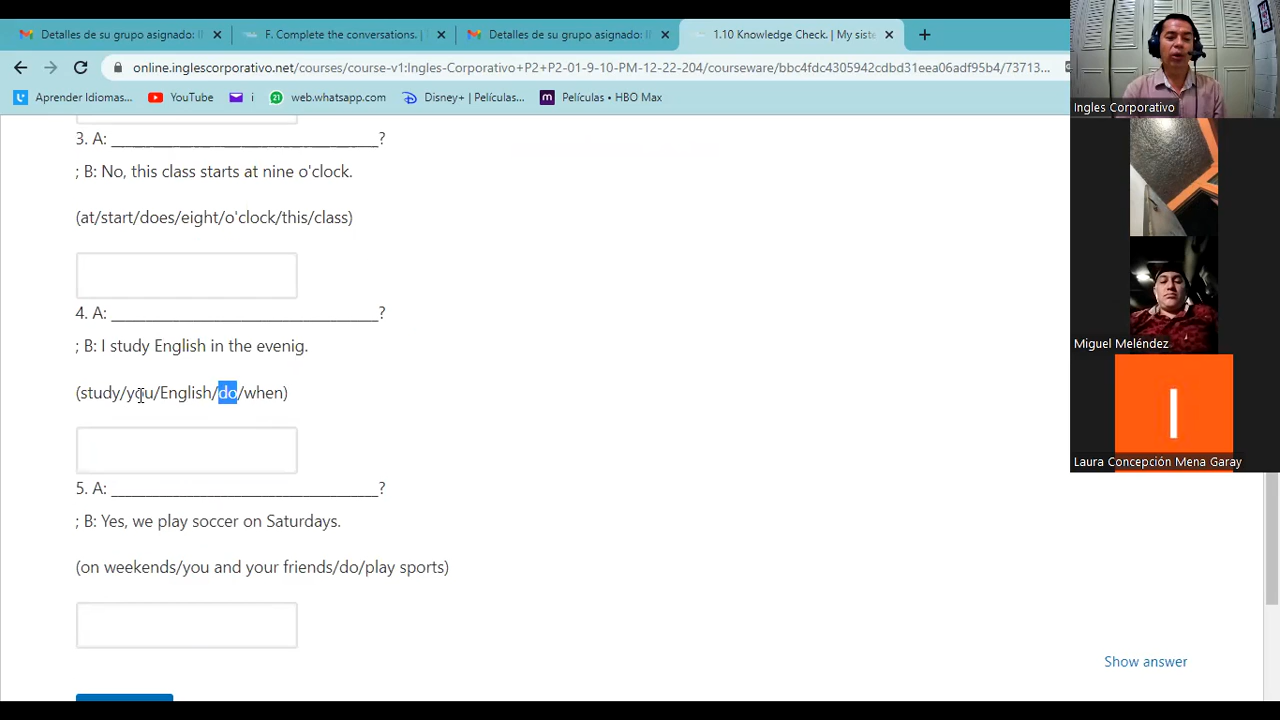 Detalles de su grupo asignado: I
F. Complete the conversations.
Detalles de su grupo asignado: I
1.10 Knowledge Check. | My siste
online.inglescorporativo.net/courses/course-v1:Ingles-Corporativo+P2+P2-01-9-10-PM-12-22-204/courseware/bbc4fdc4305942cdbd31eea06adf95b4/73713...
Aprender Idiomas...
YouTube
i
web.whatsapp.com
Disney+ | Películas...
Películas • HBO Max
3. A: ________________________________?
; B: No, this class starts at nine o'clock.
(at/start/does/eight/o'clock/this/class)
4. A: ________________________________?
; B: I study English in the evenig.
(study/you/English/do/when)
5. A: ________________________________?
; B: Yes, we play soccer on Saturdays.
(on weekends/you and your friends/do/play sports)
Show answer
Ingles Corporativo
Miguel Meléndez
I
Laura Concepción Mena Garay